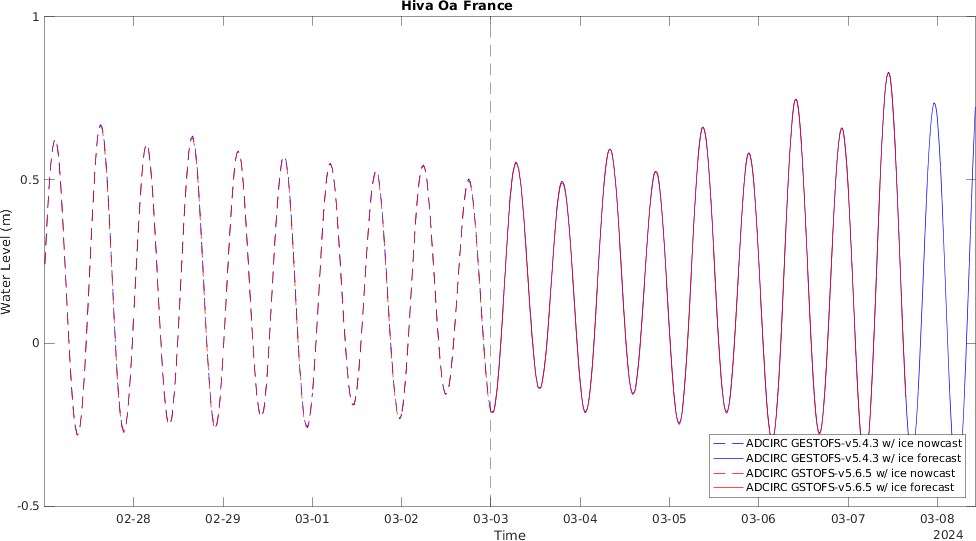 Hiva Oa France
1
0.5
0
-0.5
Water Level (m)
ADCIRC GESTOFS-v5.4.3 w/ ice nowcast
ADCIRC GESTOFS-v5.4.3 w/ ice forecast
ADCIRC GSTOFS-v5.6.5 w/ ice nowcast
ADCIRC GSTOFS-v5.6.5 w/ ice forecast
02-28 02-29 03-01 03-02 03-03 03-04 03-05 03-06 03-07 03-08
Time
2024